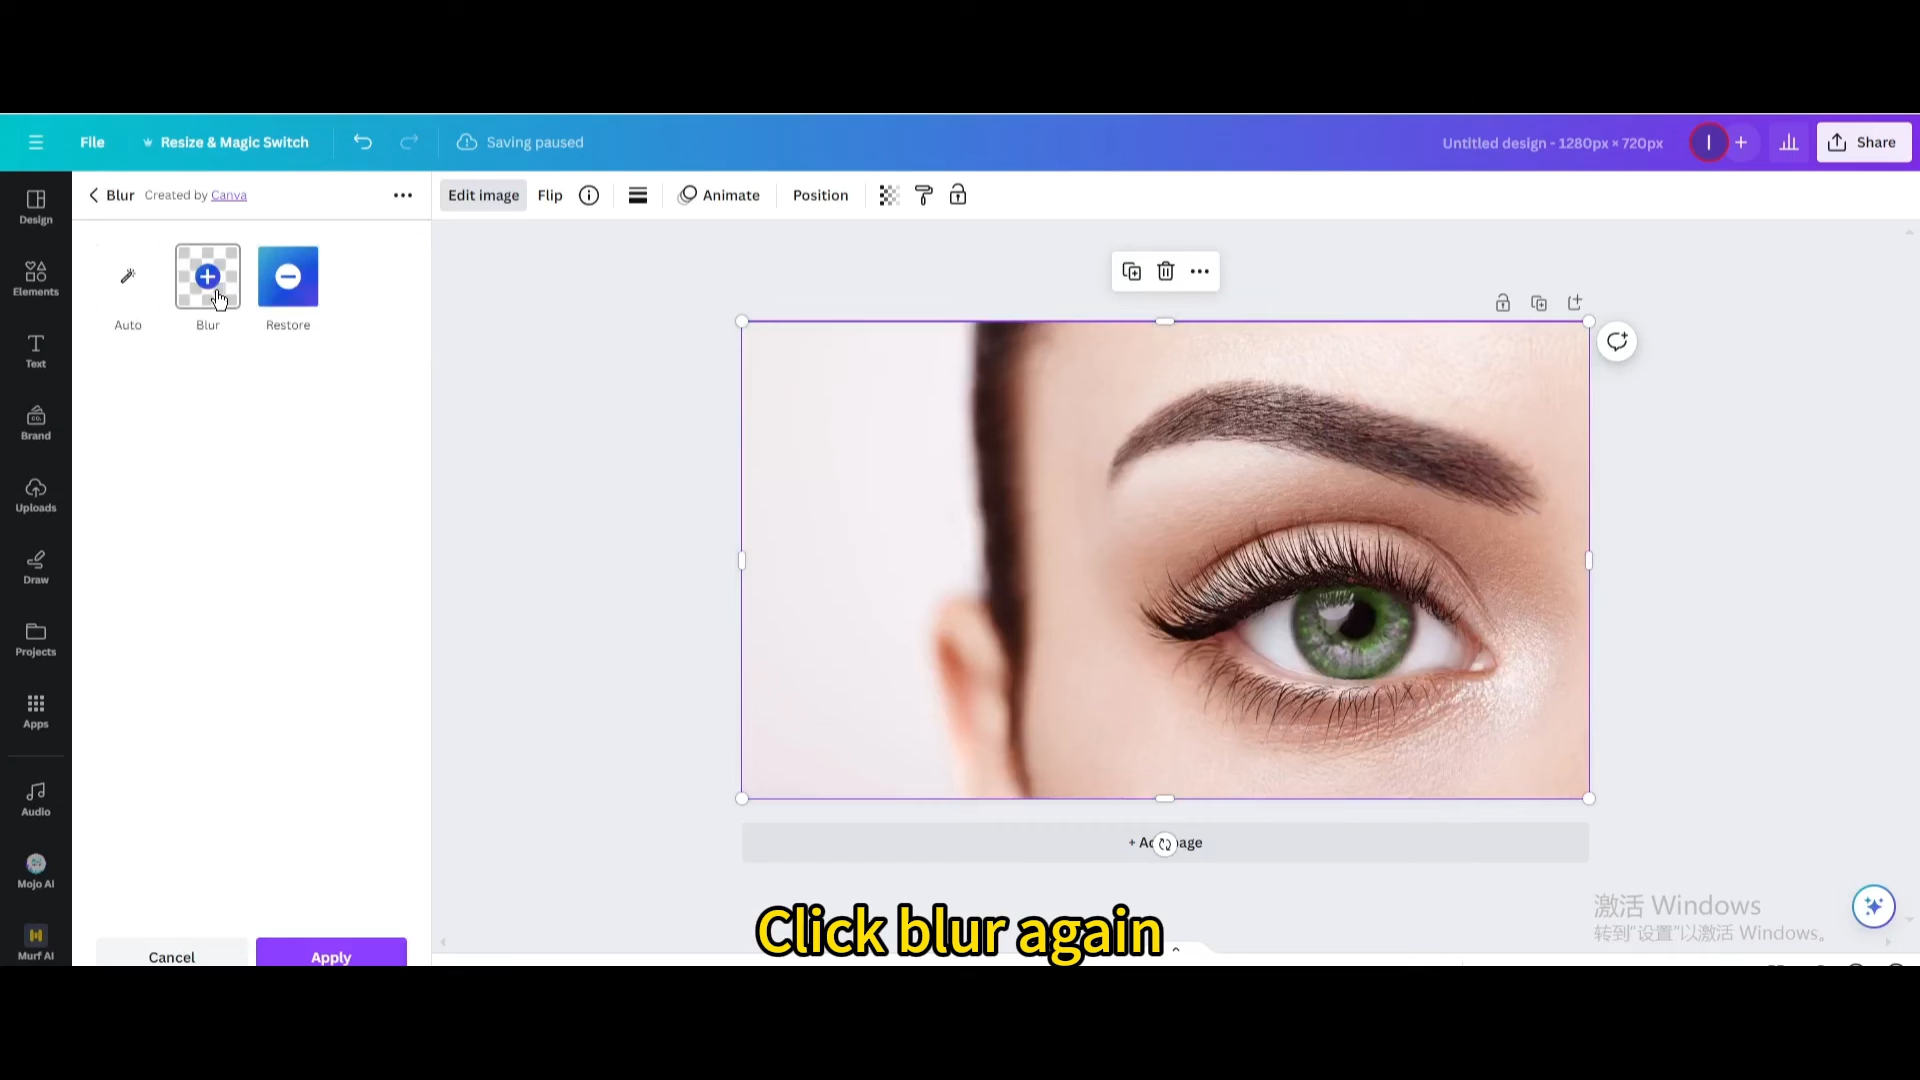 File
Resize & Magic Switch
Saving paused
Untitled design - 1280px × 720px
Share
Design
Elements
Text
Brand
Uploads
Draw
Projects
Apps
Audio
Mojo AI
Murf AI
Blur Created by Canva
Auto
Blur
Restore
Cancel
Apply
Edit image
Flip
Animate
Position
激活 Windows
转到“设置”以激活 Windows。
Click blur again